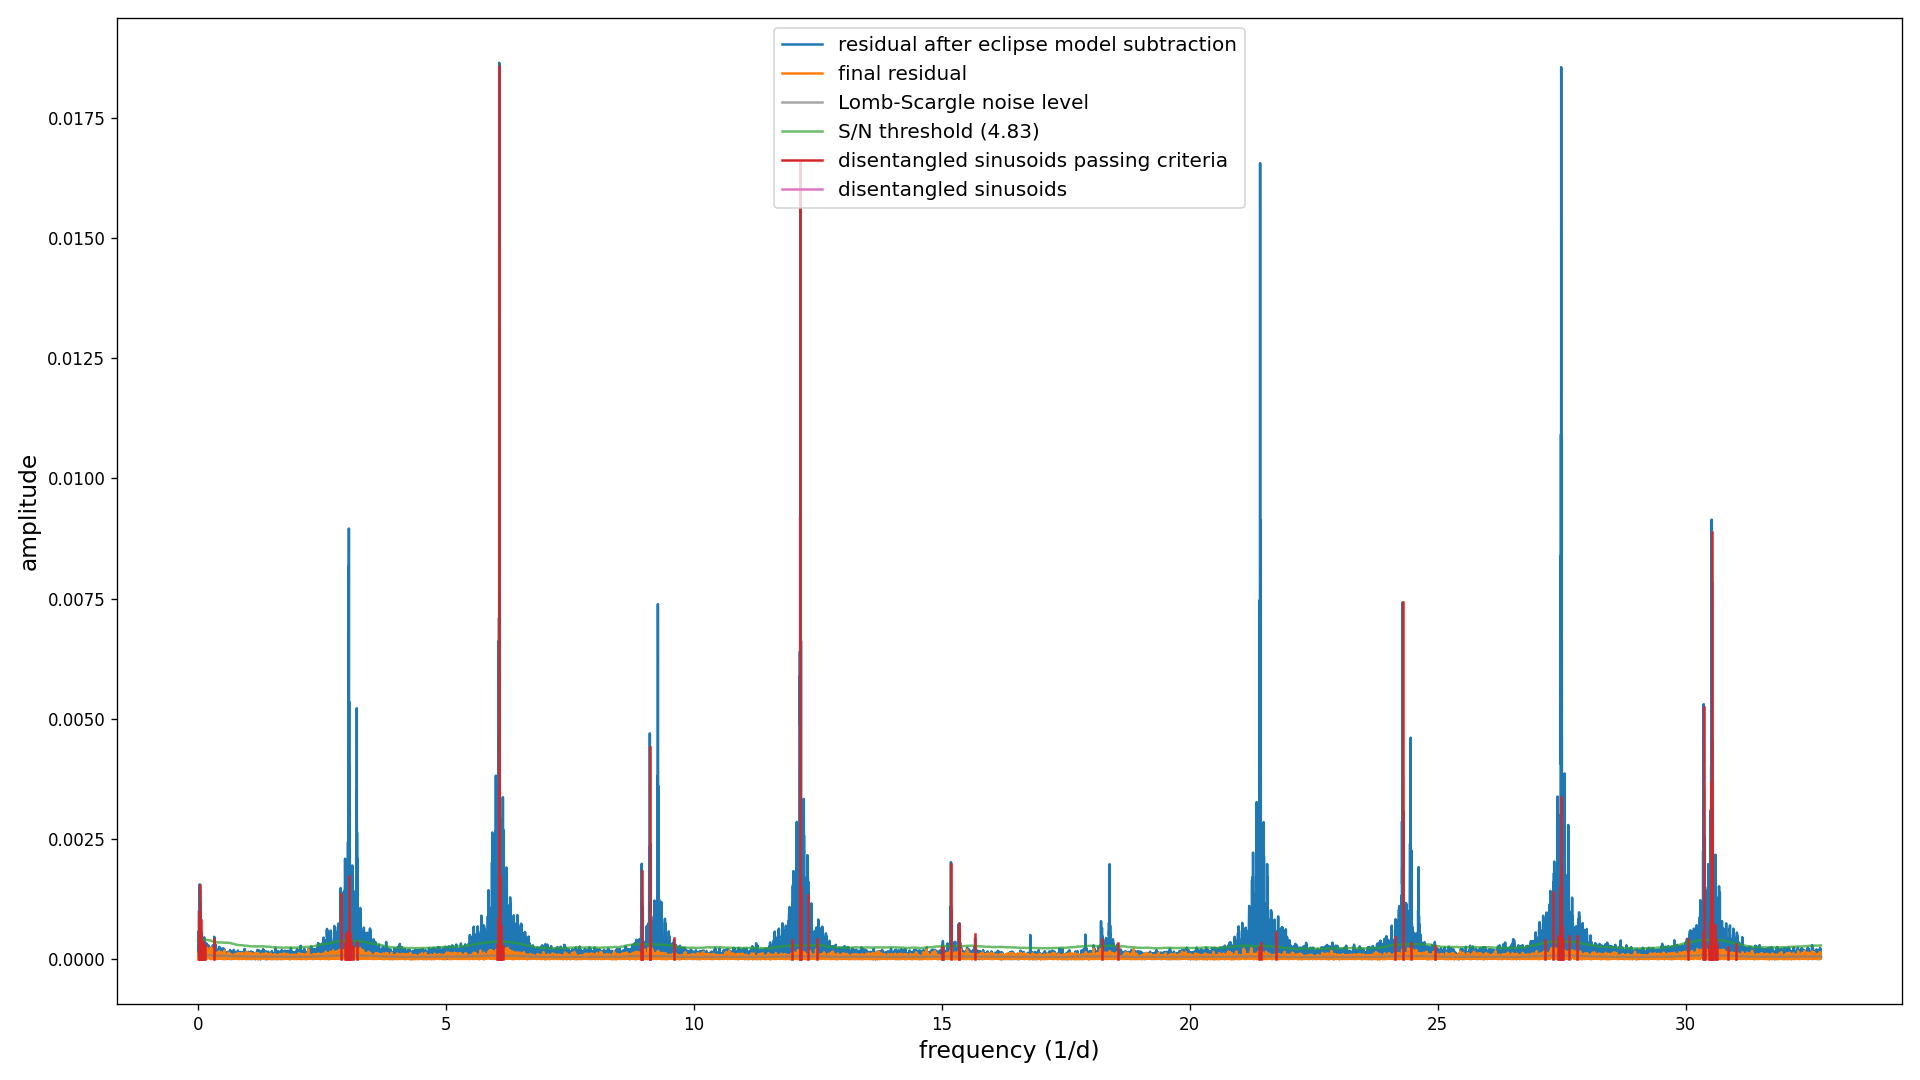 residual after eclipse model subtraction
final residual
Lomb-Scargle noise level
S/N threshold (4.83)
disentangled sinusoids passing criteria
disentangled sinusoids
0.0175
0.0150
0.0125
0.0100
0.0075
0.0050
0.0025
0.0000
amplitude
0 5 10 15 20 25 30
frequency (1/d)